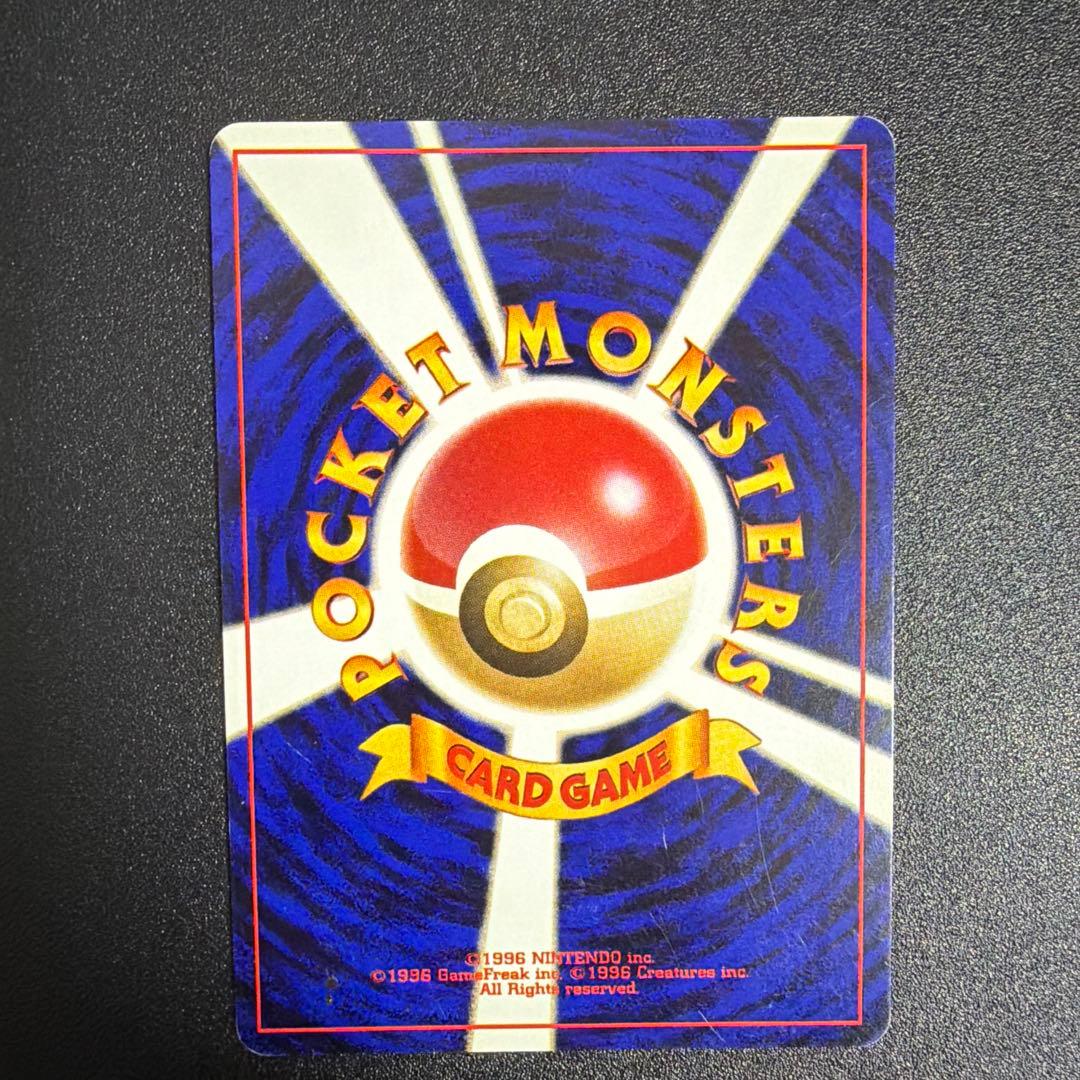 POCKET MONSTERS
CARD GAME
©1996 NINTENDO inc.
©1996 GameFreak inc. ©1996 Creatures inc.
All Rights reserved.